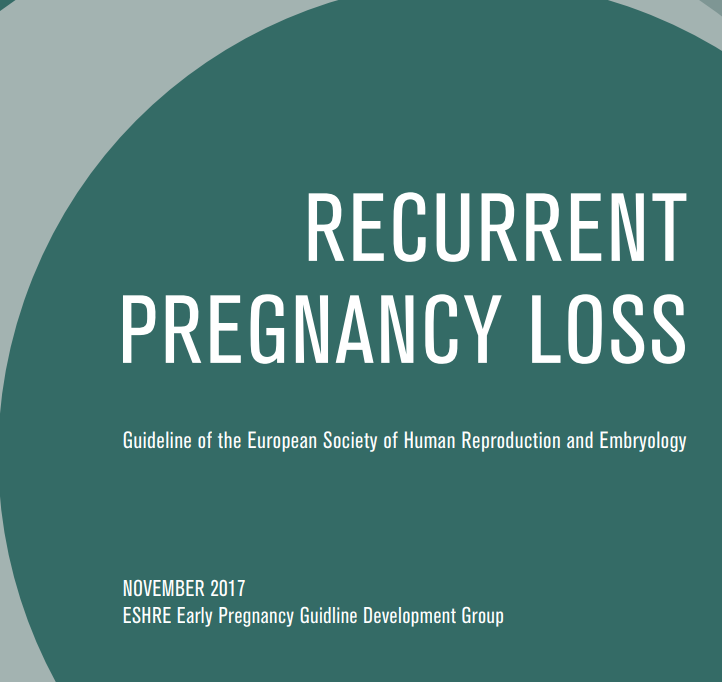 RECURRENT
PREGNANCY LOSS
Guideline of the European Society of Human Reproduction and Embryology
NOVEMBER 2017
ESHRE Early Pregnancy Guidline Development Group